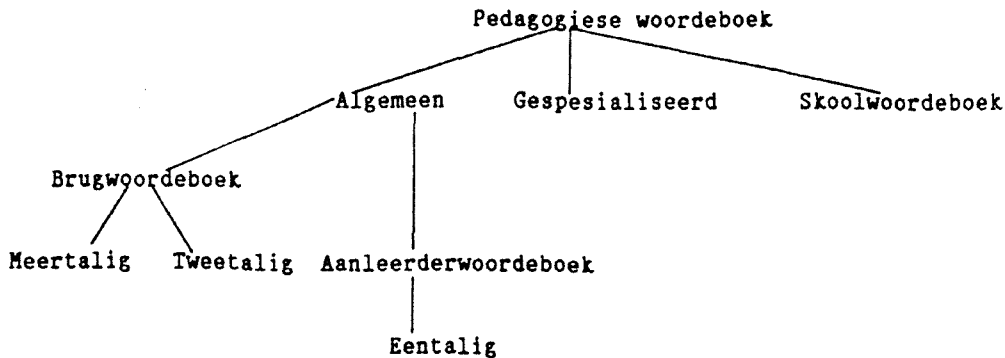 Pedagogiese woordeboek
Algemeen Gespesialiseerd Skoolwoordeboek
Brugwoordeboek
Meertalig Tweetalig Aanleerderwoordeboek
Eentalig